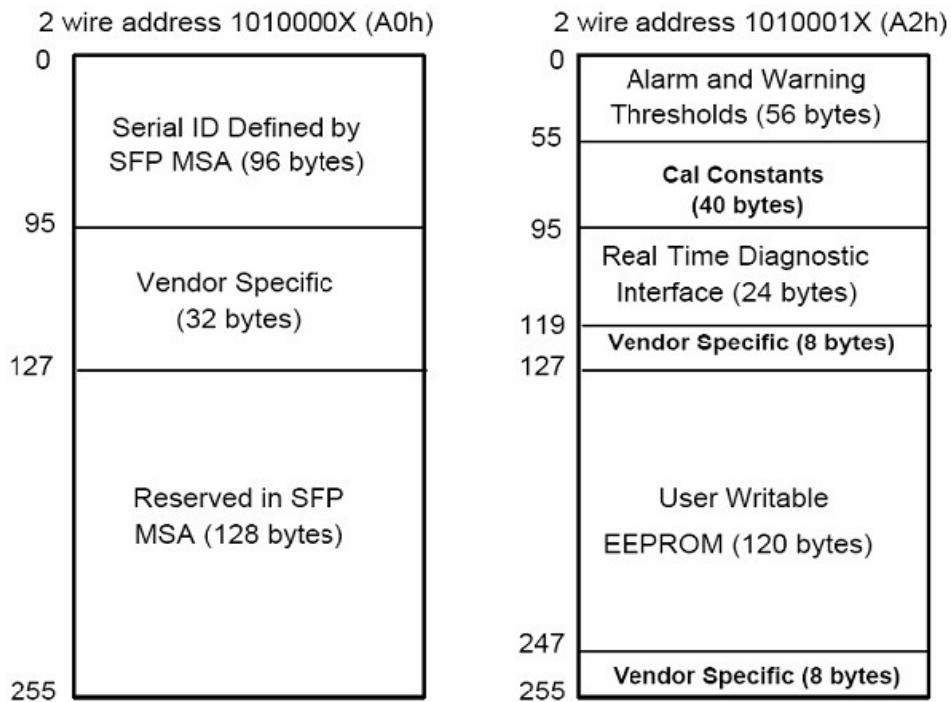 2 wire address 1010000X (A0h)
0
Serial ID Defined by
SFP MSA (96 bytes)
95
Vendor Specific
(32 bytes)
127
Reserved in SFP
MSA (128 bytes)
255
2 wire address 1010001X (A2h)
0
Alarm and Warning
Thresholds (56 bytes)
55
Cal Constants
(40 bytes)
95
Real Time Diagnostic
Interface (24 bytes)
119
Vendor Specific (8 bytes)
127
User Writable
EEPROM (120 bytes)
247
Vendor Specific (8 bytes)
255